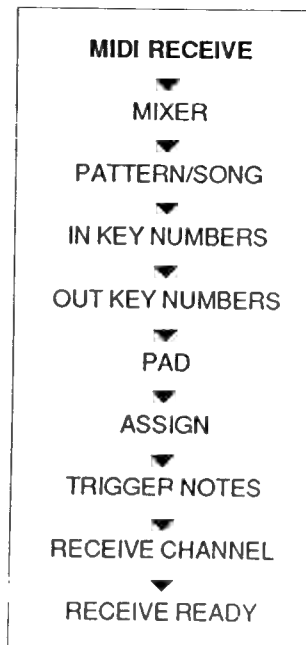 MIDI RECEIVE
MIXER
PATTERN/SONG
IN KEY NUMBERS
OUT KEY NUMBERS
PAD
ASSIGN
TRIGGER NOTES
RECEIVE CHANNEL
RECEIVE READY